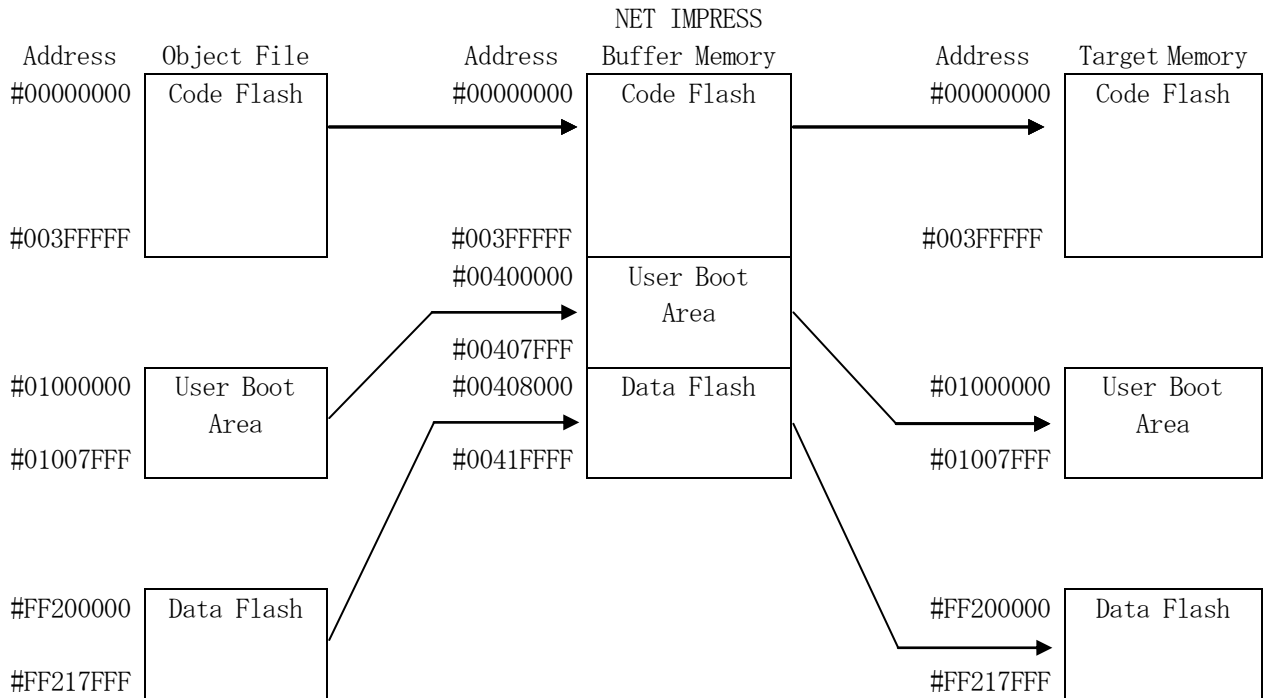 NET IMPRESS
Address Object File Address Buffer Memory Address Target Memory
#00000000 Code Flash #00000000 Code Flash #00000000 Code Flash
#003FFFFF #003FFFFF #003FFFFF
#00400000 User Boot
Area
#00407FFF
#01000000 User Boot #00408000 Data Flash #01000000 User Boot
Area Area
#01007FFF #0041FFFF #01007FFF
#FF200000 Data Flash #FF200000 Data Flash
#FF217FFF #FF217FFF